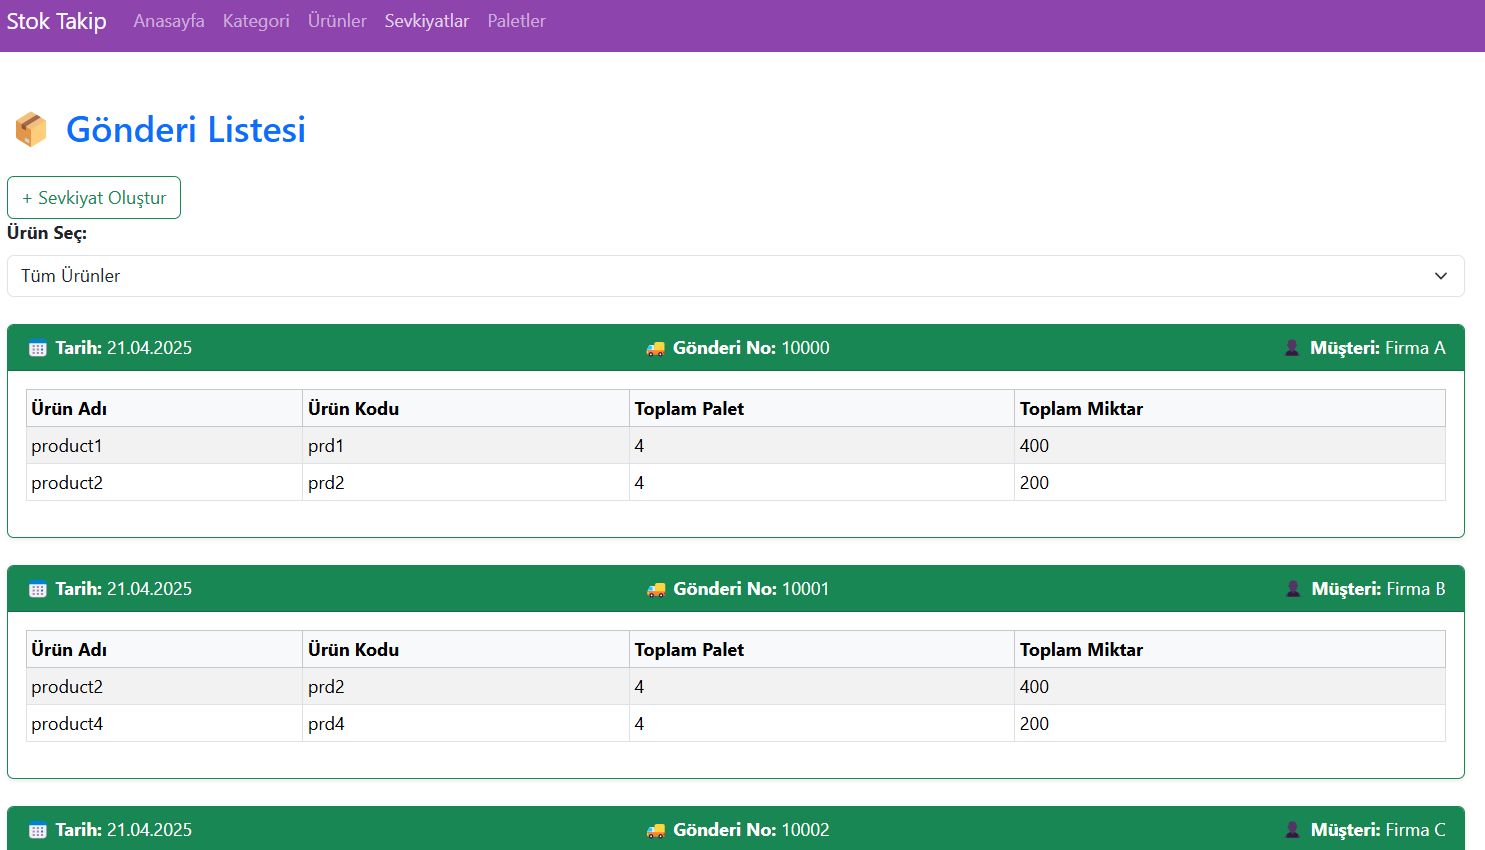 Stok Takip Anasayfa Kategori Ürünler Sevkiyatlar Paletler
Gönderi Listesi
+ Sevkiyat Oluştur
Ürün Seç:
Tüm Ürünler
Tarih: 21.04.2025 Gönderi No: 10000 Müşteri: Firma A
Ürün Adı Ürün Kodu Toplam Palet Toplam Miktar
product1 prd1 4 400
product2 prd2 4 200
Tarih: 21.04.2025 Gönderi No: 10001 Müşteri: Firma B
Ürün Adı Ürün Kodu Toplam Palet Toplam Miktar
product2 prd2 4 400
product4 prd4 4 200
Tarih: 21.04.2025 Gönderi No: 10002 Müşteri: Firma C